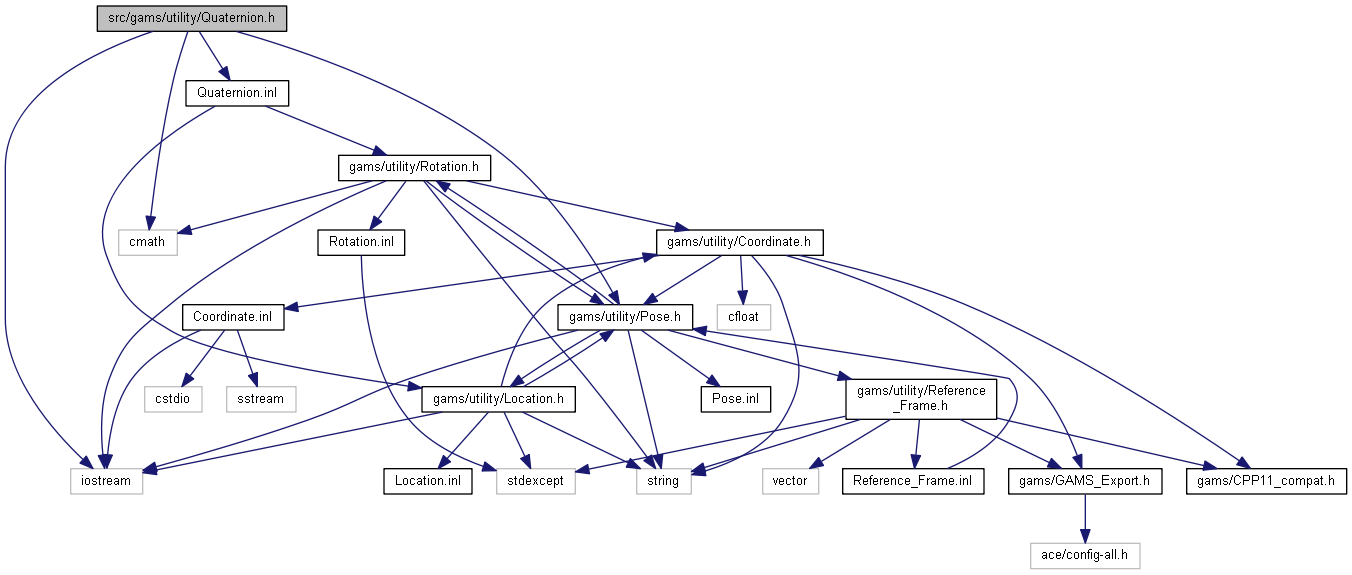 src/gams/utility/Quaternion.h
Quaternion.inl
gams/utility/Rotation.h
cmath
Rotation.inl
gams/utility/Coordinate.h
Coordinate.inl
gams/utility/Pose.h
cfloat
cstdio
sstream
gams/utility/Location.h
Pose.inl
gams/utility/Reference
_Frame.h
iostream
Location.inl
stdexcept
string
vector
Reference_Frame.inl
gams/GAMS_Export.h
gams/CPP11_compat.h
ace/config-all.h